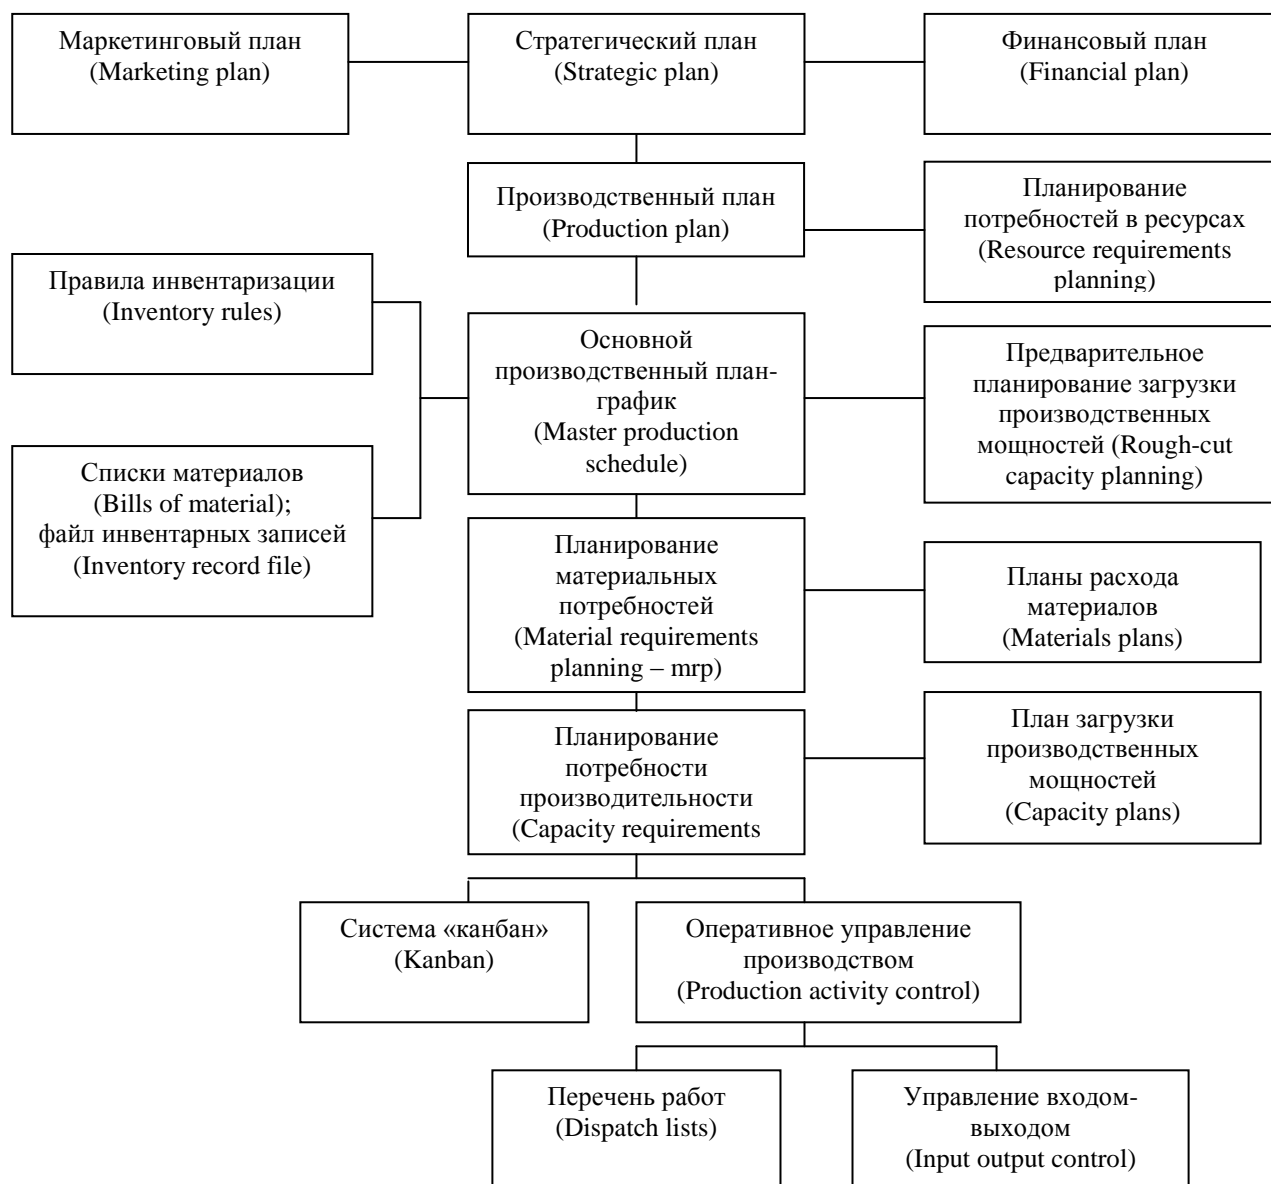 Маркетинговый план
(Marketing plan)
Стратегический план
(Strategic plan)
Финансовый план
(Financial plan)
Производственный план
(Production plan)
Планирование
потребностей в ресурсах
(Resource requirements
planning)
Правила инвентаризации
(Inventory rules)
Основной
производственный план-
график
(Master production
schedule)
Предварительное
планирование загрузки
производственных
мощностей (Rough-cut
capacity planning)
Списки материалов
(Bills of material);
файл инвентарных записей
(Inventory record file)
Планирование
материальных
потребностей
(Material requirements
planning – mrp)
Планы расхода
материалов
(Materials plans)
Планирование
потребности
производительности
(Capacity requirements
План загрузки
производственных
мощностей
(Capacity plans)
Система «канбан»
(Kanban)
Оперативное управление
производством
(Production activity control)
Перечень работ
(Dispatch lists)
Управление входом-
выходом
(Input output control)